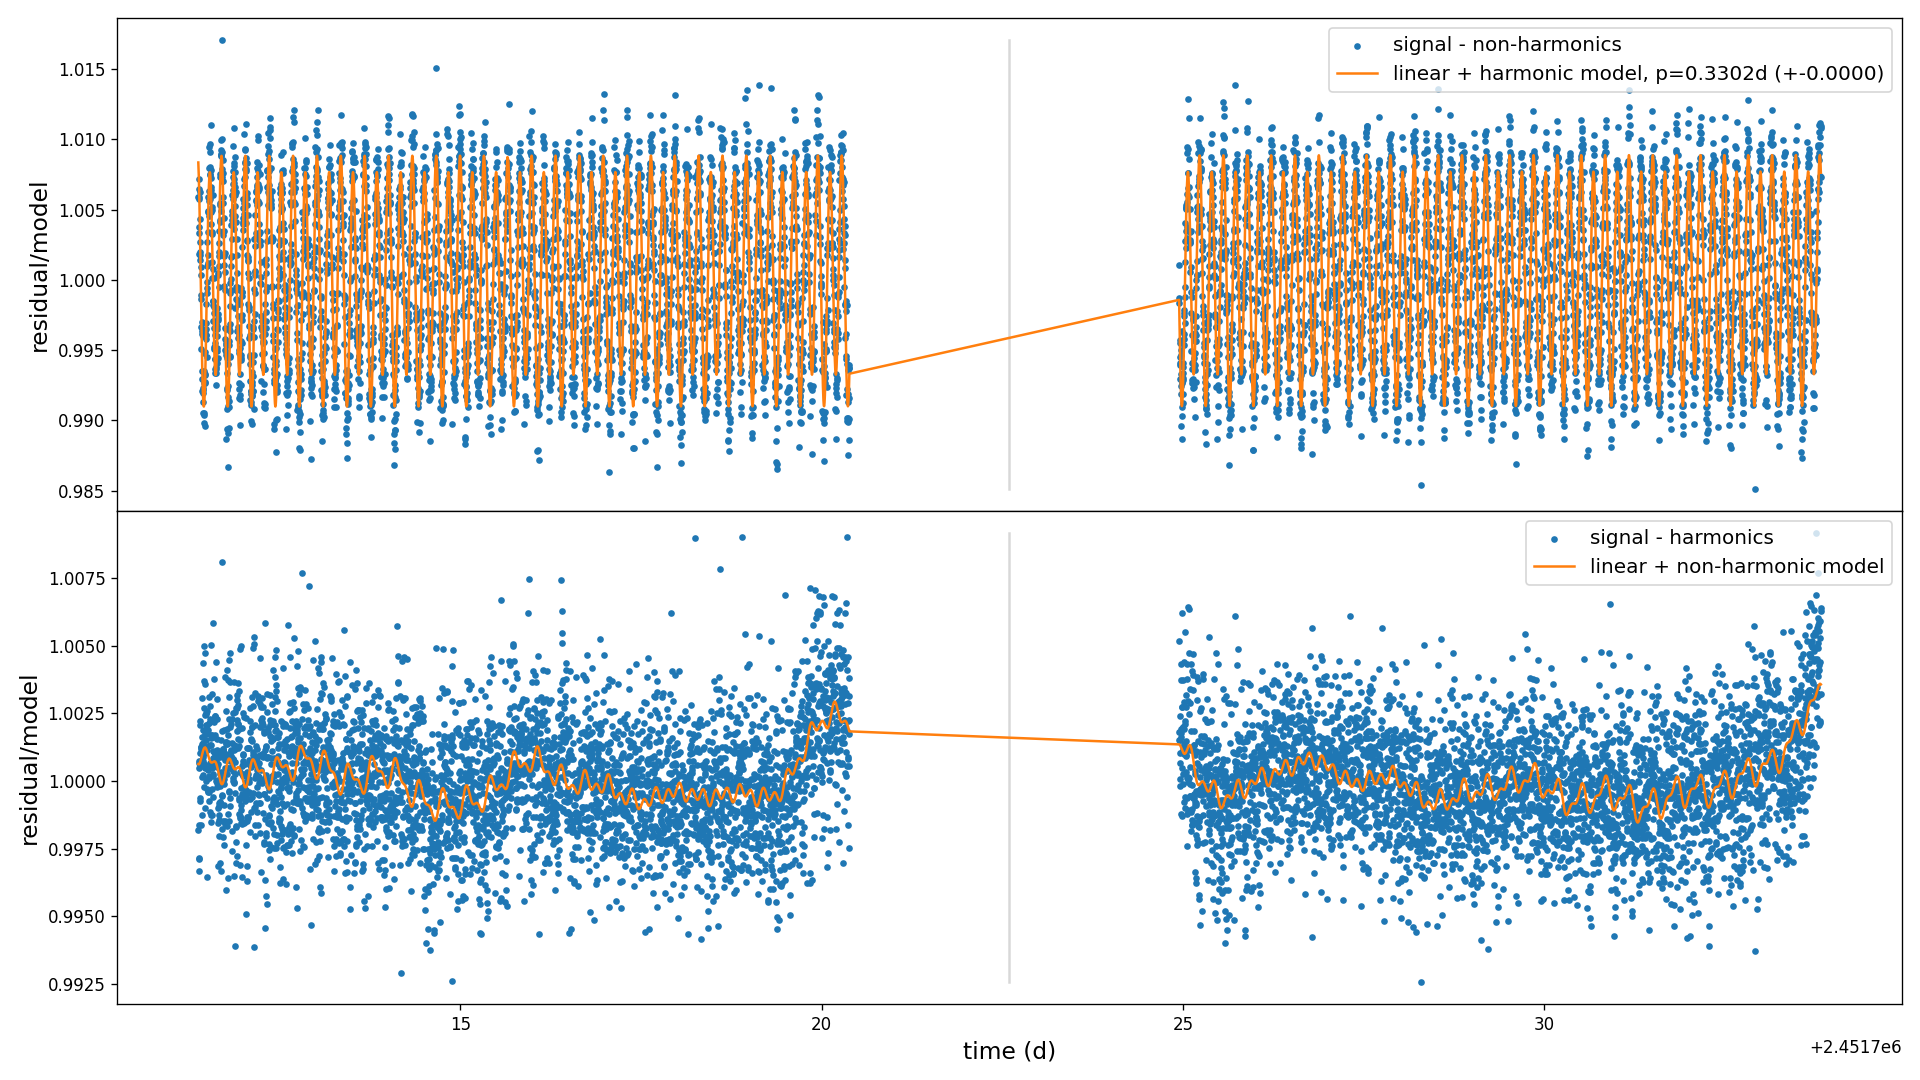 signal - non-harmonics
linear + harmonic model, p=0.3302d (+-0.0000)
residual/model
1.015
1.010
1.005
1.000
0.995
0.990
0.985
signal - harmonics
linear + non-harmonic model
residual/model
1.0075
1.0050
1.0025
1.0000
0.9975
0.9950
0.9925
15
20
25
30
time (d)
+2.4517e6